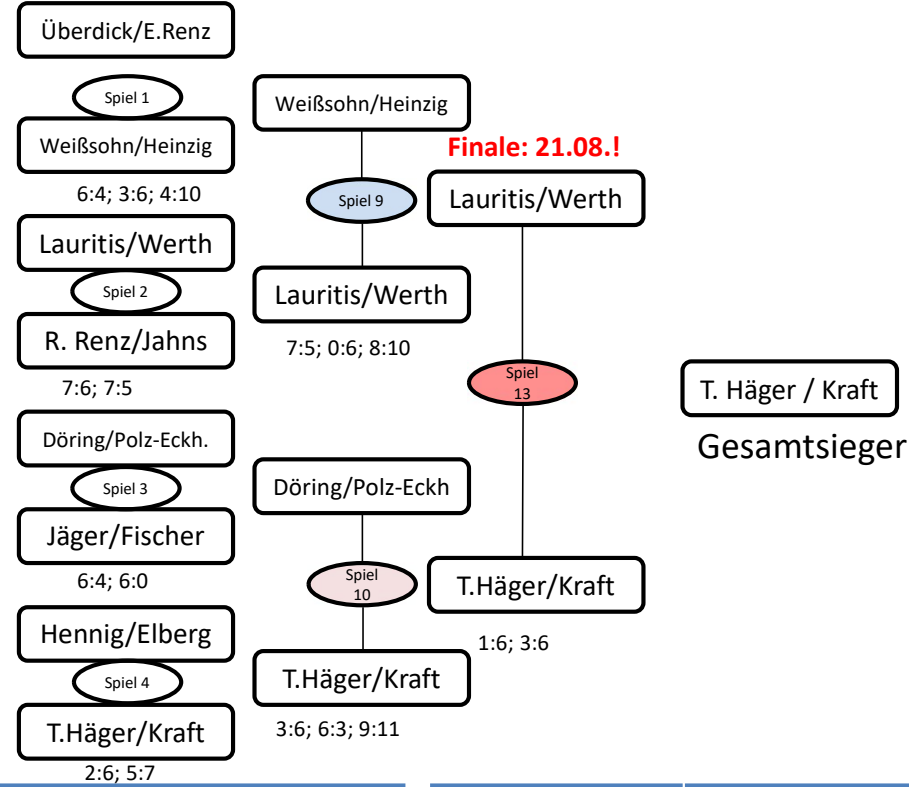 Überdick/E.Renz
Spiel 1
Weißsohn/Heinzig
6:4; 3:6; 4:10
Lauritis/Werth
Spiel 2
R. Renz/Jahns
7:6; 7:5
Döring/Polz-Eckh.
Spiel 3
Jäger/Fischer
6:4; 6:0
Hennig/Elberg
Spiel 4
T.Häger/Kraft
2:6; 5:7
Weißsohn/Heinzig
Spiel 9
Lauritis/Werth
7:5; 0:6; 8:10
Döring/Polz-Eckh
Spiel
10
T.Häger/Kraft
3:6; 6:3; 9:11
Finale: 21.08.!
Lauritis/Werth
Spiel
13
T.Häger/Kraft
1:6; 3:6
T. Häger / Kraft
Gesamtsieger